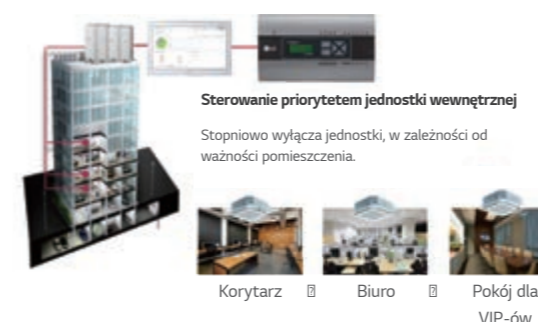 Sterowanie priorytetem jednostki wewnętrznej
Stopniowo wyłącza jednostki, w zależności od
ważności pomieszczenia.
Korytarz Biuro Pokój dla
VIP-ów